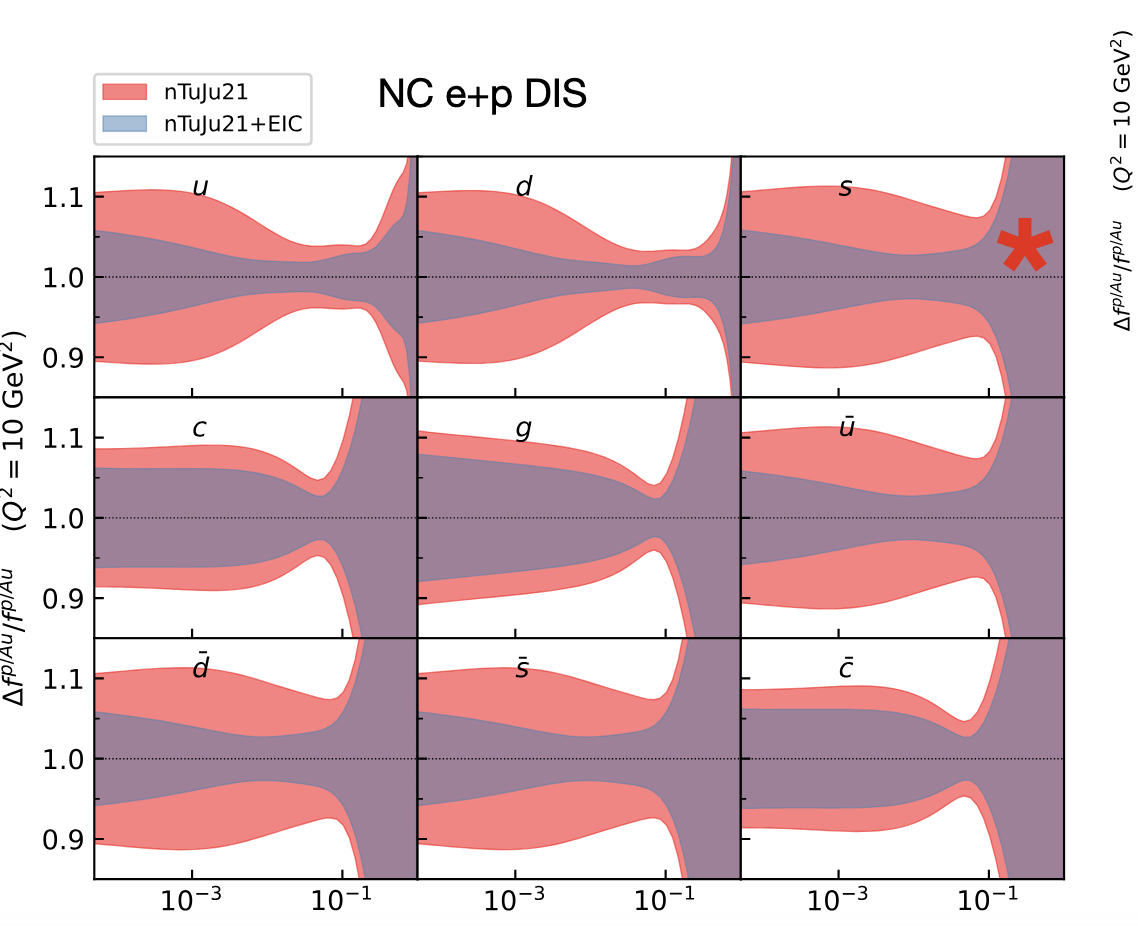 nTuJu21
nTuJu21+EIC
NC e+p DIS
(Q² = 10 GeV²)
Δf^{p/Au}/f^{p/Au}
u
d
s
*
1.1
1.0
0.9
c
g
ū
1.1
1.0
0.9
d̄
s̄
c̄
1.1
1.0
0.9
Δf^{p/Au}/f^{p/Au} (Q² = 10 GeV²)
10⁻³ 10⁻¹ 10⁻³ 10⁻¹ 10⁻³ 10⁻¹